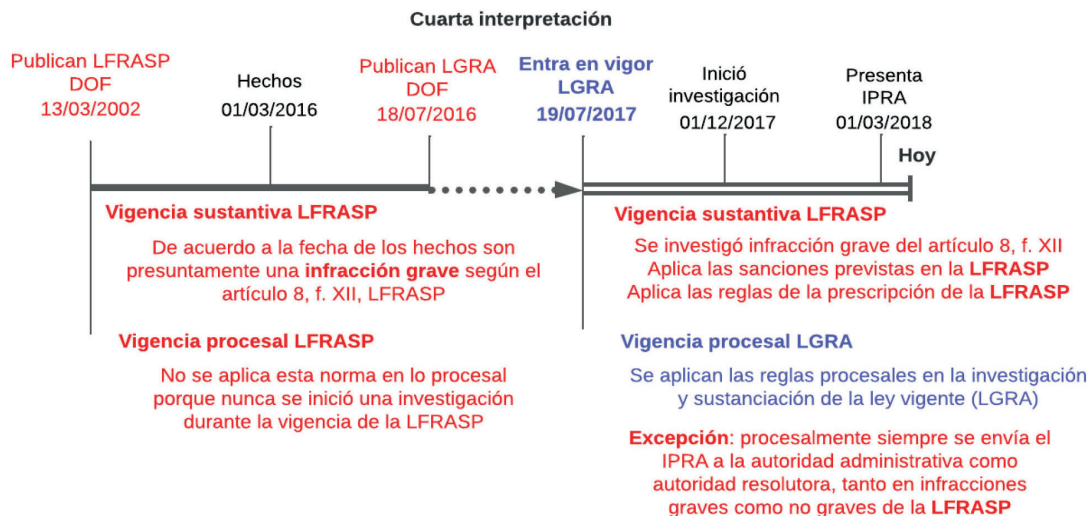 Cuarta interpretación
Publican LFRASP
DOF
13/03/2002
Hechos
01/03/2016
Publican LGRA
DOF
18/07/2016
Entra en vigor
LGRA
19/07/2017
Inició
investigación
01/12/2017
Presenta
IPRA
01/03/2018
Hoy
Vigencia sustantiva LFRASP
De acuerdo a la fecha de los hechos son
presuntamente una infracción grave según el
artículo 8, f. XII, LFRASP
Vigencia procesal LFRASP
No se aplica esta norma en lo procesal
porque nunca se inició una investigación
durante la vigencia de la LFRASP
Vigencia sustantiva LFRASP
Se investigó infracción grave del artículo 8, f. XII
Aplica las sanciones previstas en la LFRASP
Aplica las reglas de la prescripción de la LFRASP
Vigencia procesal LGRA
Se aplican las reglas procesales en la investigación
y sustanciación de la ley vigente (LGRA)
Excepción: procesalmente siempre se envía el
IPRA a la autoridad administrativa como
autoridad resolutora, tanto en infracciones
graves como no graves de la LFRASP